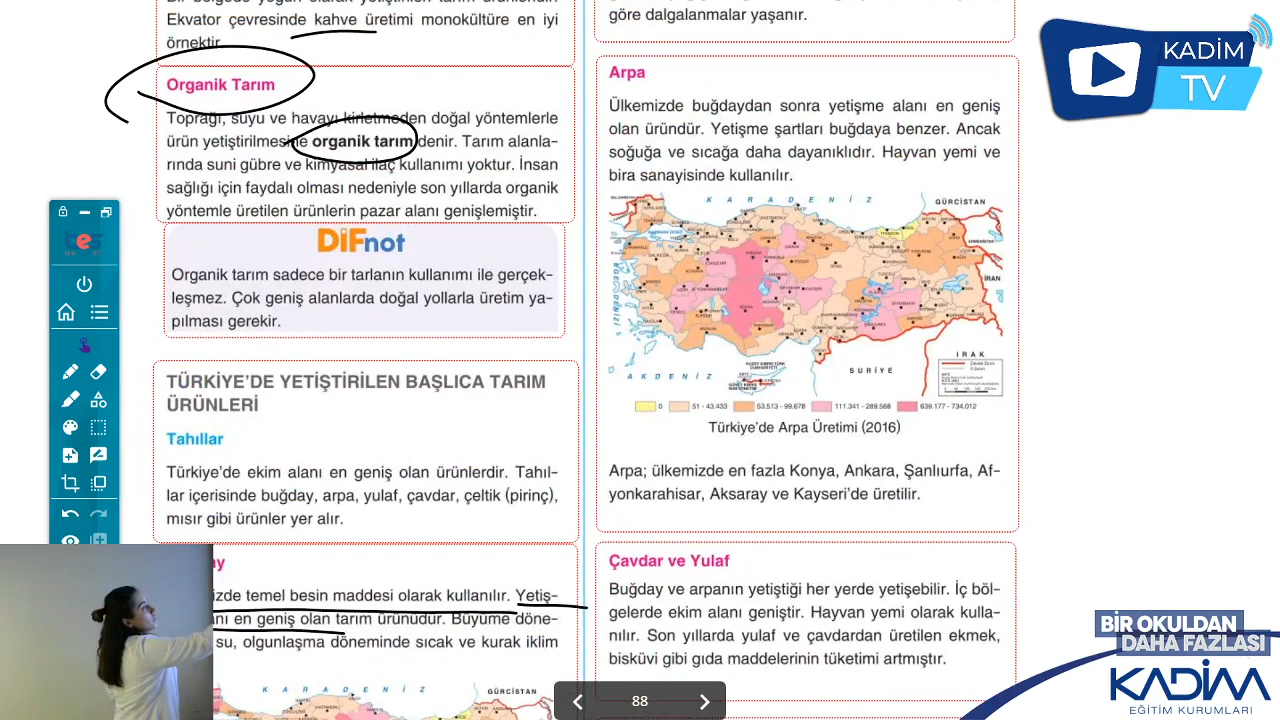 Ekvator çevresinde kahve üretimi monokültüre en iyi
örnektir.
Organik Tarım
Toprağı, suyu ve havayı kirletmeden doğal yöntemlerle
ürün yetiştirilmesine organik tarım denir. Tarım alanla-
rında suni gübre ve kimyasal ilaç kullanımı yoktur. İnsan
sağlığı için faydalı olması nedeniyle son yıllarda organik
yöntemle üretilen ürünlerin pazar alanı genişlemiştir.
DiFnot
Organik tarım sadece bir tarlanın kullanımı ile gerçek-
leşmez. Çok geniş alanlarda doğal yollarla üretim ya-
pılması gerekir.
TÜRKİYE'DE YETİŞTİRİLEN BAŞLICA TARIM
ÜRÜNLERİ
Tahıllar
Türkiye'de ekim alanı en geniş olan ürünlerdir. Tahıl-
lar içerisinde buğday, arpa, yulaf, çavdar, çeltik (pirinç),
mısır gibi ürünler yer alır.
ay
izde temel besin maddesi olarak kullanılır. Yetiş-
anı en geniş olan tarım ürünüdür. Büyüme döne-
su, olgunlaşma döneminde sıcak ve kurak iklim
KARADENİZ
GÜRCİSTAN
göre dalgalanmalar yaşanır.
Arpa
Ülkemizde buğdaydan sonra yetişme alanı en geniş
olan üründür. Yetişme şartları buğdaya benzer. Ancak
soğuğa ve sıcağa daha dayanıklıdır. Hayvan yemi ve
bira sanayisinde kullanılır.
KARADENİZ
GÜRCİSTAN
İRAN
IRAK
SURİYE
AKDENİZ
0
51 - 43.433
53.513 - 99.678
111.341 - 289.568
639.177 - 734.012
Türkiye'de Arpa Üretimi (2016)
Arpa; ülkemizde en fazla Konya, Ankara, Şanlıurfa, Af-
yonkarahisar, Aksaray ve Kayseri'de üretilir.
Çavdar ve Yulaf
Buğday ve arpanın yetiştiği her yerde yetişebilir. İç böl-
gelerde ekim alanı geniştir. Hayvan yemi olarak kulla-
nılır. Son yıllarda yulaf ve çavdardan üretilen ekmek,
bisküvi gibi gıda maddelerinin tüketimi artmıştır.
88
KADİM
TV
BİR OKULDAN
DAHA FAZLASI
KADİM
EĞİTİM KURUMLARI